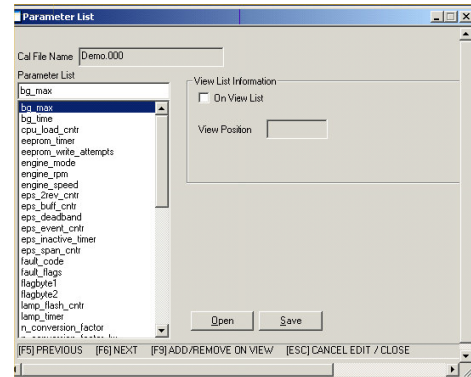 Parameter List
Cal File Name Demo.000
Parameter List
bg_max
bg_max
bg_time
cpu_load_cntr
eeprom_timer
eeprom_write_attempts
engine_mode
engine_rpm
engine_speed
eps_2rev_cntr
eps_buff_cntr
eps_deadband
eps_event_cntr
eps_inactive_timer
eps_span_cntr
fault_code
fault_flags
flagbyte1
flagbyte2
lamp_flash_cntr
lamp_timer
n_conversion_factor
View List Information
On View List
View Position
Open Save
[F5] PREVIOUS [F6] NEXT [F9] ADD/REMOVE ON VIEW [ESC] CANCEL EDIT / CLOSE